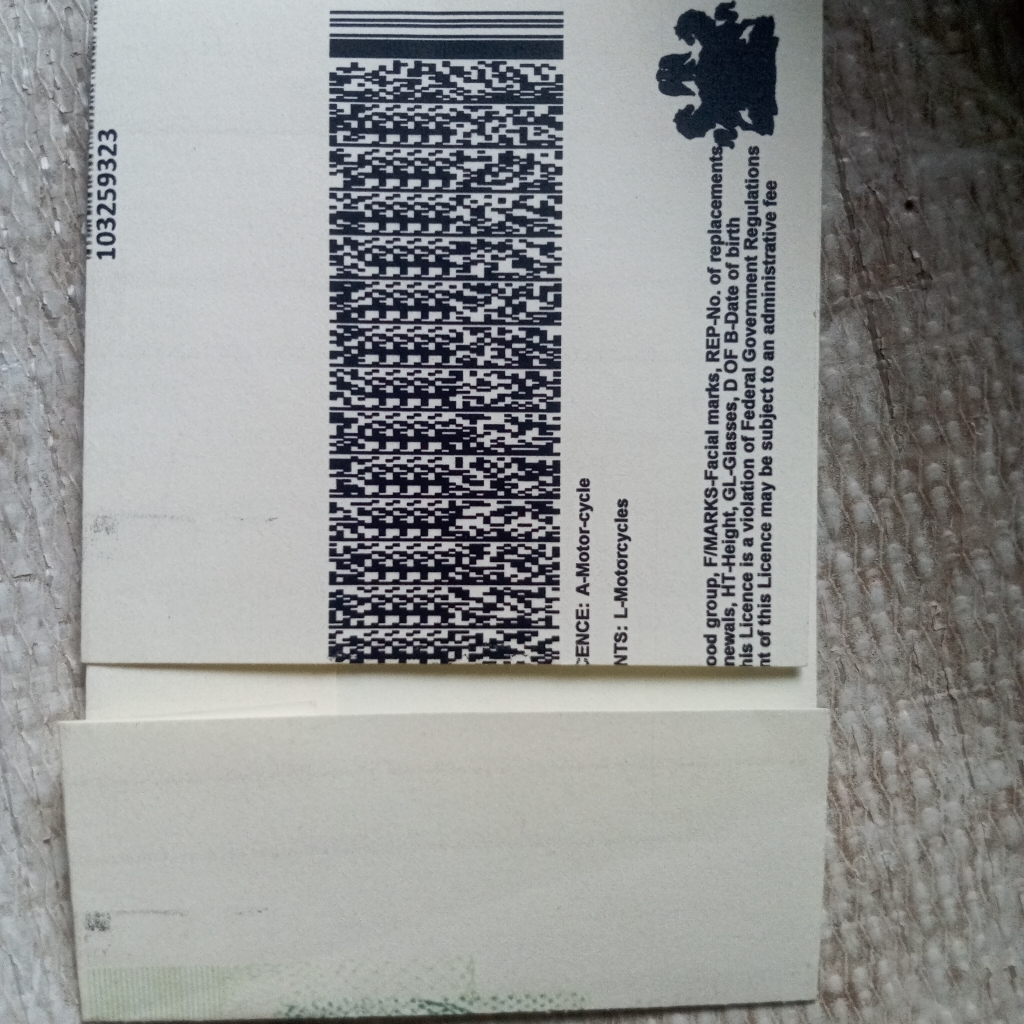 103259323
CENCE: A-Motor-cycle
NTS: L-Motorcycles
ood group, F/MARKS-Facial marks, REP-No. of replacements,
newals, HT-Height, GL-Glasses, D OF B-Date of birth
his Licence is a violation of Federal Government Regulations
nt of this Licence may be subject to an administrative fee